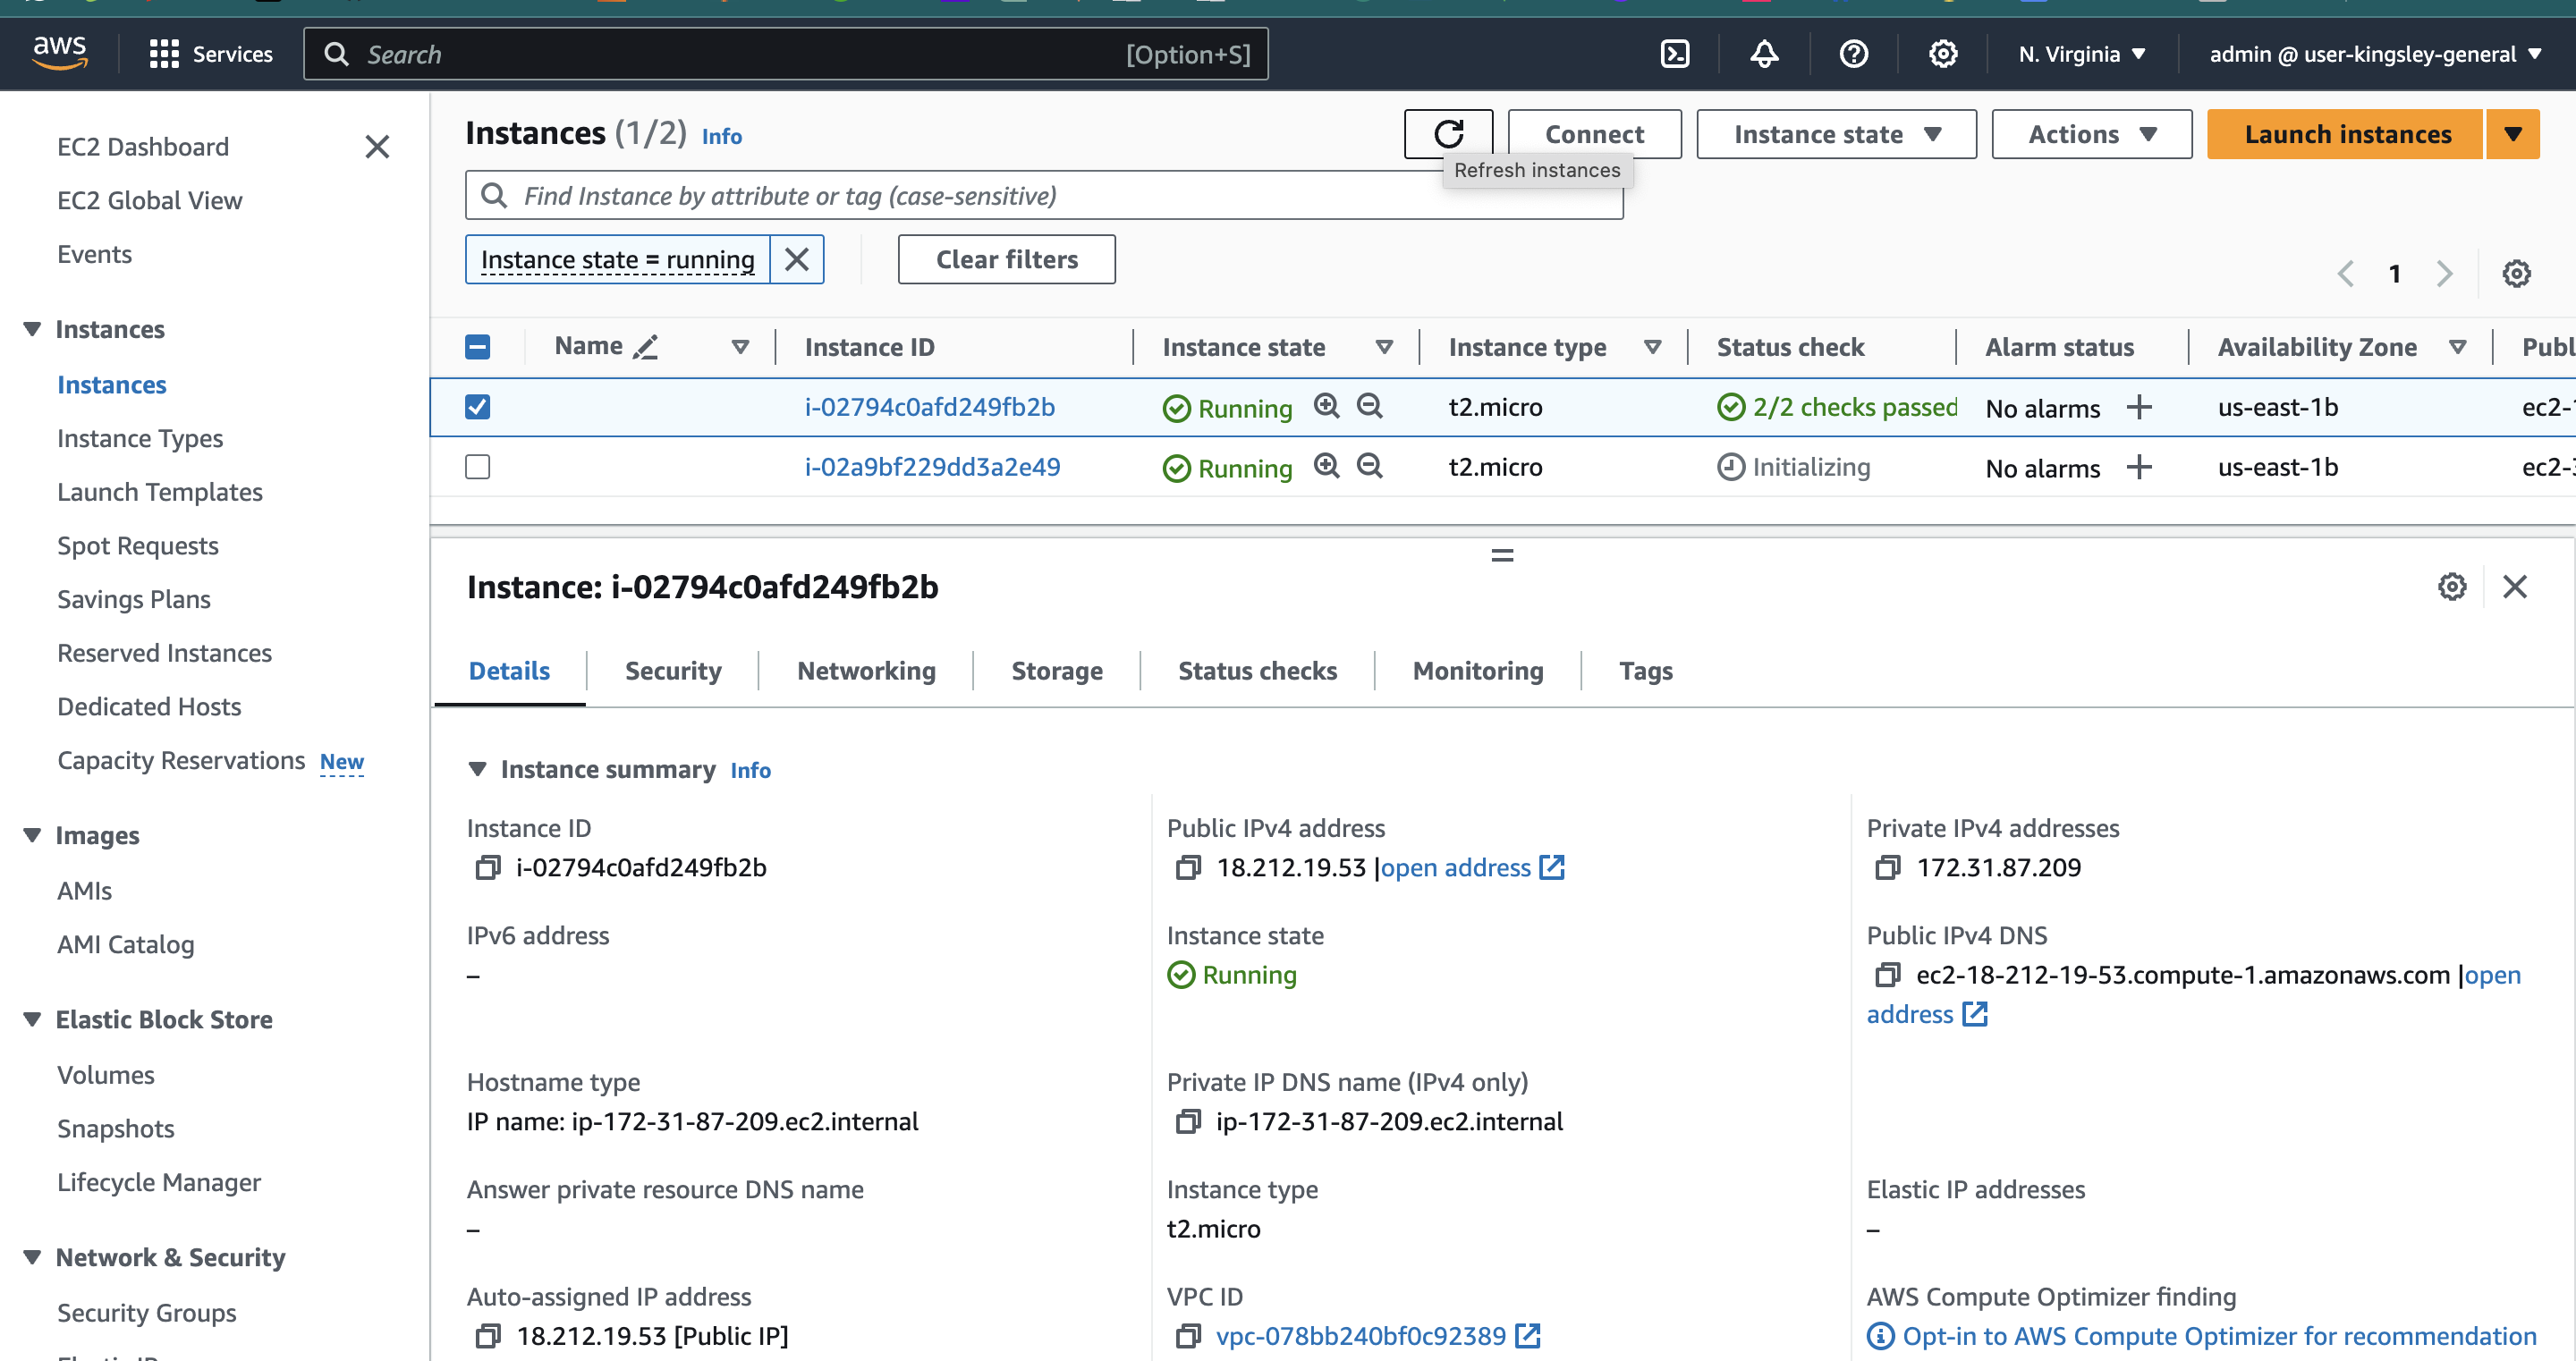 aws
Services
Search
[Option+S]
N. Virginia
admin @ user-kingsley-general
EC2 Dashboard
EC2 Global View
Events
Instances
Instances
Instance Types
Launch Templates
Spot Requests
Savings Plans
Reserved Instances
Dedicated Hosts
Capacity Reservations New
Images
AMIs
AMI Catalog
Elastic Block Store
Volumes
Snapshots
Lifecycle Manager
Network & Security
Security Groups
Instances (1/2) Info
Connect
Instance state
Actions
Launch instances
Refresh instances
Find Instance by attribute or tag (case-sensitive)
Instance state = running
Clear filters
1
Name Instance ID Instance state Instance type Status check Alarm status Availability Zone Publ
i-02794c0afd249fb2b Running t2.micro 2/2 checks passed No alarms + us-east-1b ec2-1
i-02a9bf229dd3a2e49 Running t2.micro Initializing No alarms + us-east-1b ec2-3
Instance: i-02794c0afd249fb2b
Details Security Networking Storage Status checks Monitoring Tags
Instance summary Info
Instance ID
i-02794c0afd249fb2b
Public IPv4 address
18.212.19.53 |open address
Private IPv4 addresses
172.31.87.209
IPv6 address
–
Instance state
Running
Public IPv4 DNS
ec2-18-212-19-53.compute-1.amazonaws.com |open
address
Hostname type
IP name: ip-172-31-87-209.ec2.internal
Private IP DNS name (IPv4 only)
ip-172-31-87-209.ec2.internal
Answer private resource DNS name
–
Instance type
t2.micro
Elastic IP addresses
–
Auto-assigned IP address
18.212.19.53 [Public IP]
VPC ID
vpc-078bb240bf0c92389
AWS Compute Optimizer finding
Opt-in to AWS Compute Optimizer for recommendation